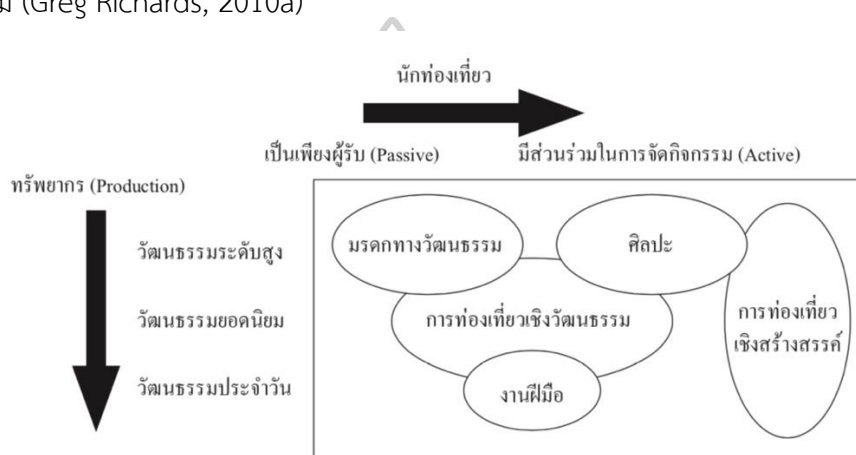 (Greg Richards, 2010a)
นักท่องเที่ยว
เป็นเพียงผู้รับ (Passive) มีส่วนร่วมในการจัดกิจกรรม (Active)
ทรัพยากร (Production)
วัฒนธรรมระดับสูง
วัฒนธรรมยอดนิยม
วัฒนธรรมประจำวัน
มรดกทางวัฒนธรรม
ศิลปะ
การท่องเที่ยวเชิงวัฒนธรรม
งานฝีมือ
การท่องเที่ยว
เชิงสร้างสรรค์